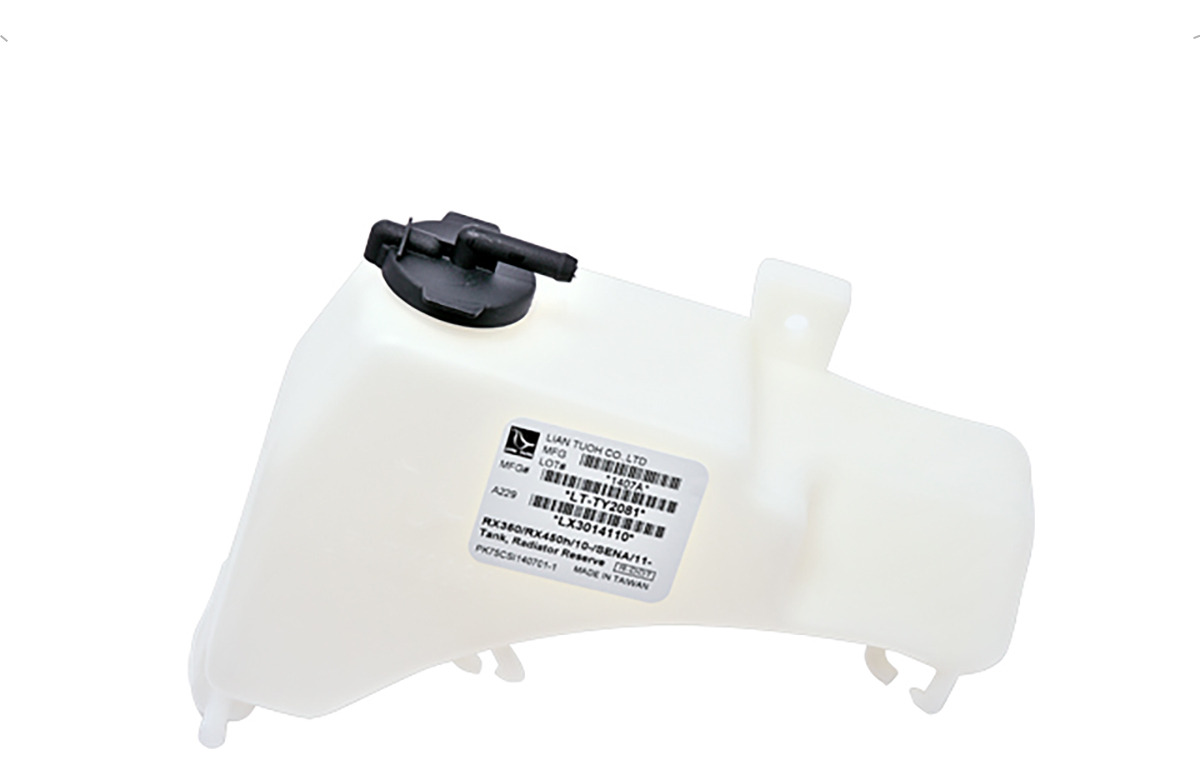 LIAN TUOH CO., LTD
MFG
LOT#
*1407A*
MFG#
*LT-TY2081*
A229
*LX3014110*
RX350/RX450h/10-/SENA/11-
Tank, Radiator Reserve
PK75CSI140701-1
MADE IN TAIWAN